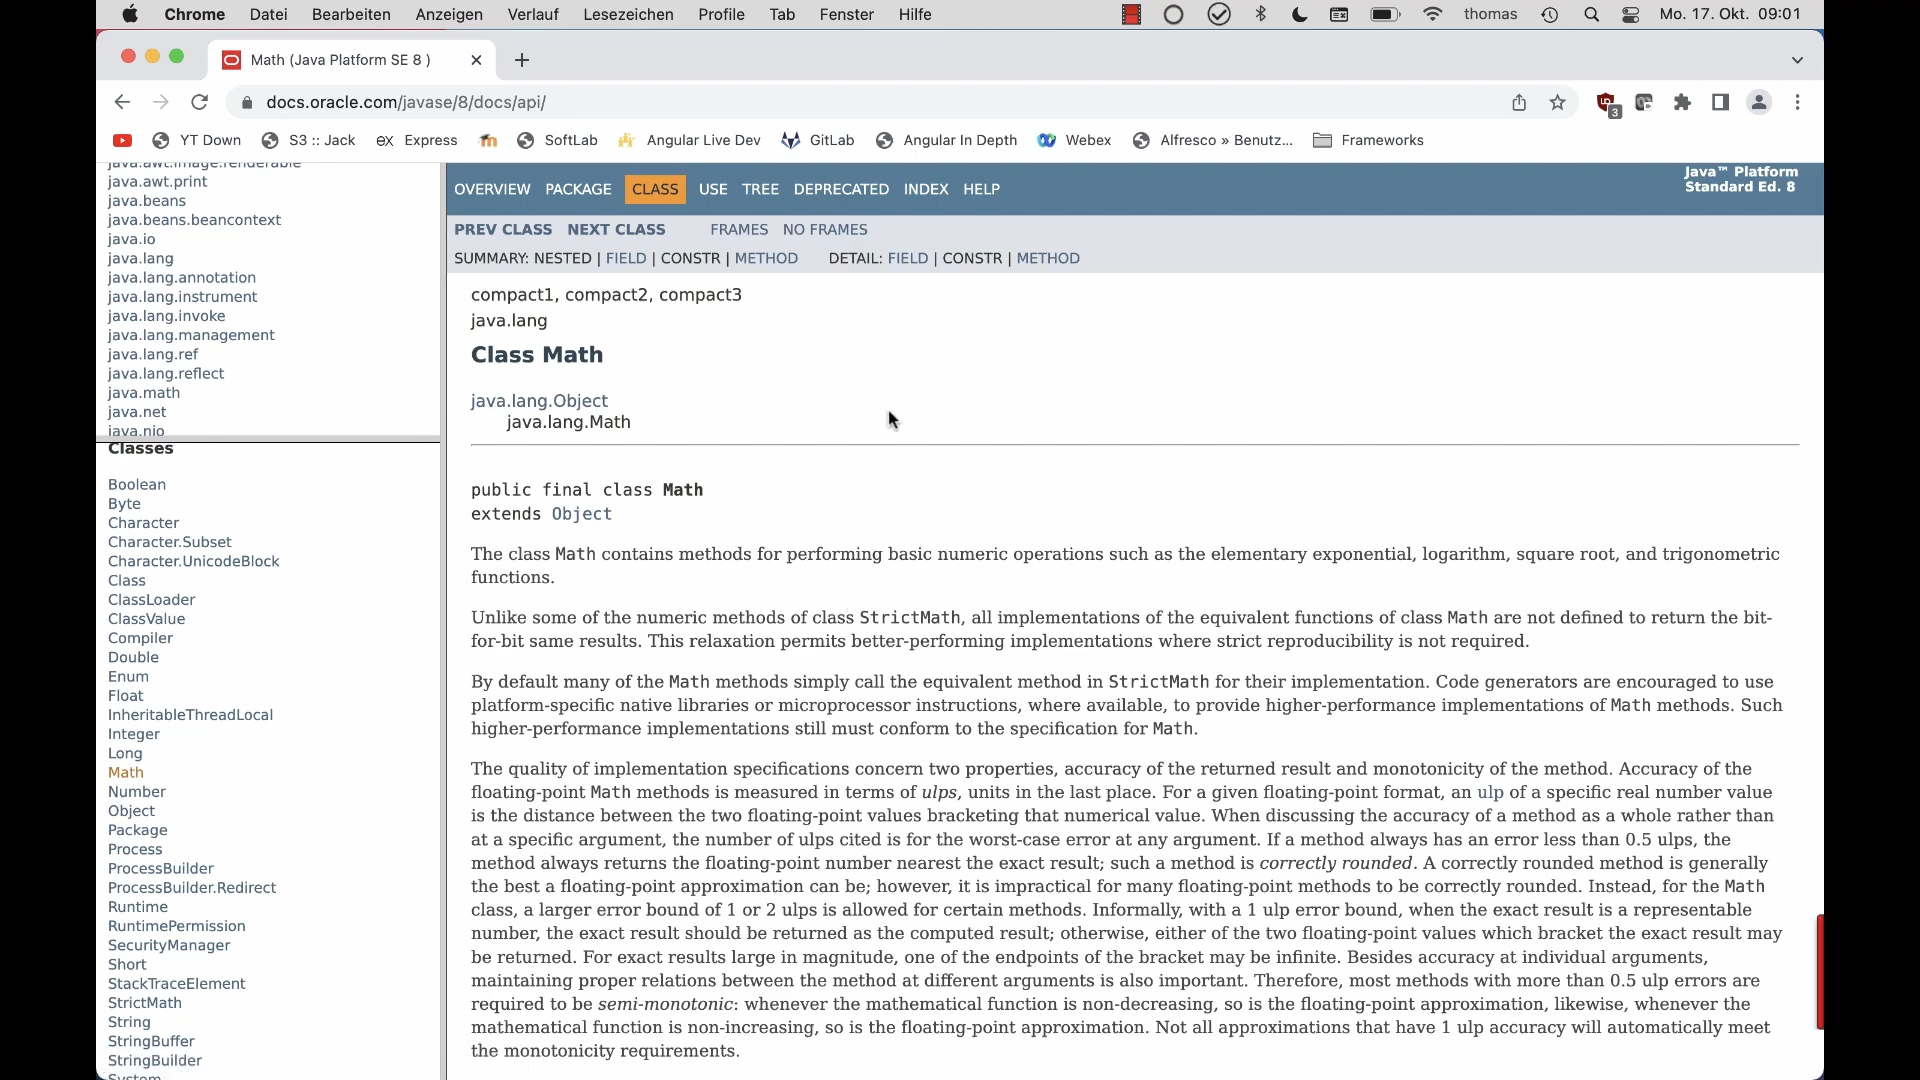 Chrome Datei Bearbeiten Anzeigen Verlauf Lesezeichen Profile Tab Fenster Hilfe thomas Mo. 17. Okt. 09:01
Math (Java Platform SE 8 )
docs.oracle.com/javase/8/docs/api/
3
YT Down S3 :: Jack ex Express SoftLab Angular Live Dev GitLab Angular In Depth Webex Alfresco » Benutz... Frameworks
java.awt.image.renderable
java.awt.print
java.beans
java.beans.beancontext
java.io
java.lang
java.lang.annotation
java.lang.instrument
java.lang.invoke
java.lang.management
java.lang.ref
java.lang.reflect
java.math
java.net
java.nio
Classes
Boolean
Byte
Character
Character.Subset
Character.UnicodeBlock
Class
ClassLoader
ClassValue
Compiler
Double
Enum
Float
InheritableThreadLocal
Integer
Long
Math
Number
Object
Package
Process
ProcessBuilder
ProcessBuilder.Redirect
Runtime
RuntimePermission
SecurityManager
Short
StackTraceElement
StrictMath
String
StringBuffer
StringBuilder
System
OVERVIEW PACKAGE CLASS USE TREE DEPRECATED INDEX HELP
Java™ Platform
Standard Ed. 8
PREV CLASS NEXT CLASS FRAMES NO FRAMES
SUMMARY: NESTED | FIELD | CONSTR | METHOD DETAIL: FIELD | CONSTR | METHOD
compact1, compact2, compact3
java.lang
Class Math
java.lang.Object
java.lang.Math
public final class Math
extends Object
The class Math contains methods for performing basic numeric operations such as the elementary exponential, logarithm, square root, and trigonometric
functions.
Unlike some of the numeric methods of class StrictMath, all implementations of the equivalent functions of class Math are not defined to return the bit-
for-bit same results. This relaxation permits better-performing implementations where strict reproducibility is not required.
By default many of the Math methods simply call the equivalent method in StrictMath for their implementation. Code generators are encouraged to use
platform-specific native libraries or microprocessor instructions, where available, to provide higher-performance implementations of Math methods. Such
higher-performance implementations still must conform to the specification for Math.
The quality of implementation specifications concern two properties, accuracy of the returned result and monotonicity of the method. Accuracy of the
floating-point Math methods is measured in terms of ulps, units in the last place. For a given floating-point format, an ulp of a specific real number value
is the distance between the two floating-point values bracketing that numerical value. When discussing the accuracy of a method as a whole rather than
at a specific argument, the number of ulps cited is for the worst-case error at any argument. If a method always has an error less than 0.5 ulps, the
method always returns the floating-point number nearest the exact result; such a method is correctly rounded. A correctly rounded method is generally
the best a floating-point approximation can be; however, it is impractical for many floating-point methods to be correctly rounded. Instead, for the Math
class, a larger error bound of 1 or 2 ulps is allowed for certain methods. Informally, with a 1 ulp error bound, when the exact result is a representable
number, the exact result should be returned as the computed result; otherwise, either of the two floating-point values which bracket the exact result may
be returned. For exact results large in magnitude, one of the endpoints of the bracket may be infinite. Besides accuracy at individual arguments,
maintaining proper relations between the method at different arguments is also important. Therefore, most methods with more than 0.5 ulp errors are
required to be semi-monotonic: whenever the mathematical function is non-decreasing, so is the floating-point approximation, likewise, whenever the
mathematical function is non-increasing, so is the floating-point approximation. Not all approximations that have 1 ulp accuracy will automatically meet
the monotonicity requirements.